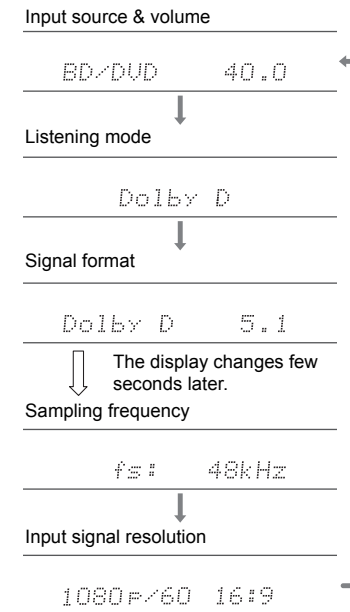 Input source & volume
BD/DVD 40.0
Listening mode
Dolby D
Signal format
Dolby D 5.1
The display changes few
seconds later.
Sampling frequency
fs: 48kHz
Input signal resolution
1080p/60 16:9